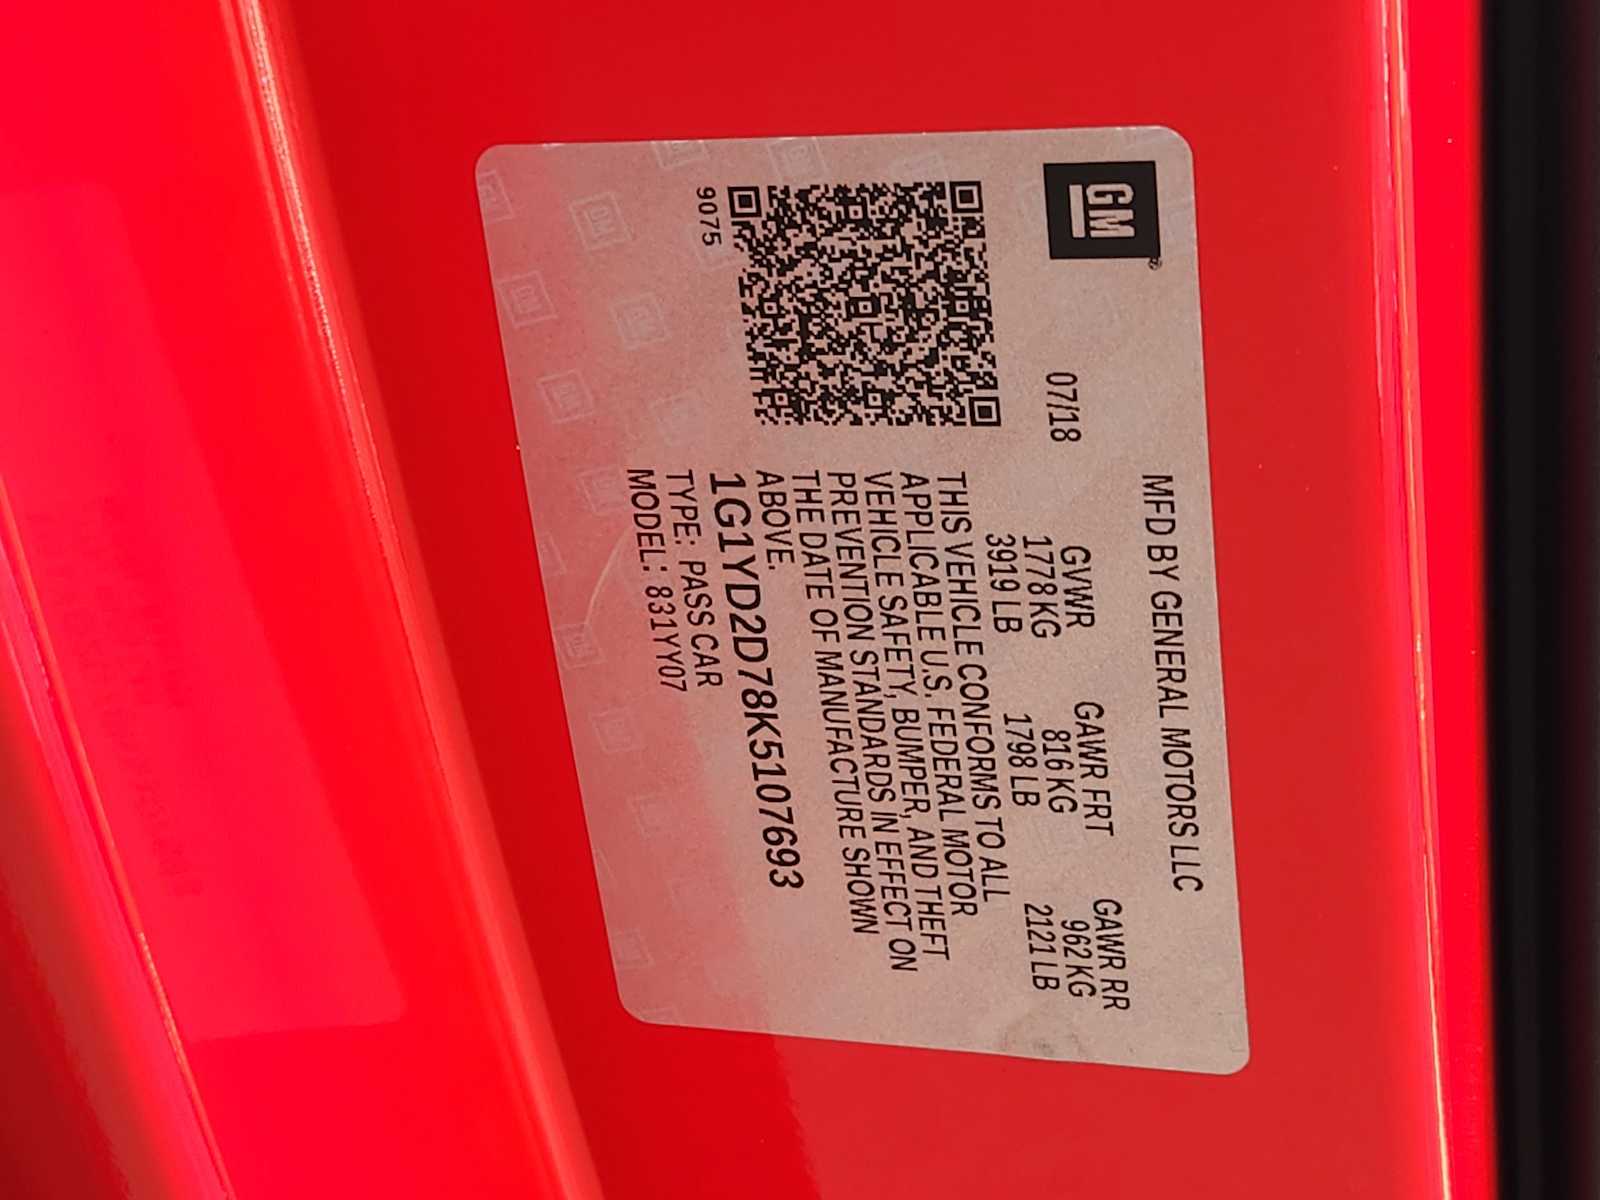 GM
MFD BY GENERAL MOTORS LLC
07/18
GVWR GAWR FRT GAWR RR
1778 KG 816 KG 962 KG
3919 LB 1798 LB 2121 LB
THIS VEHICLE CONFORMS TO ALL
APPLICABLE U.S. FEDERAL MOTOR
VEHICLE SAFETY, BUMPER, AND THEFT
PREVENTION STANDARDS IN EFFECT ON
THE DATE OF MANUFACTURE SHOWN
ABOVE.
1G1YD2D78K5107693
TYPE: PASS CAR
MODEL: 831YY07
9075